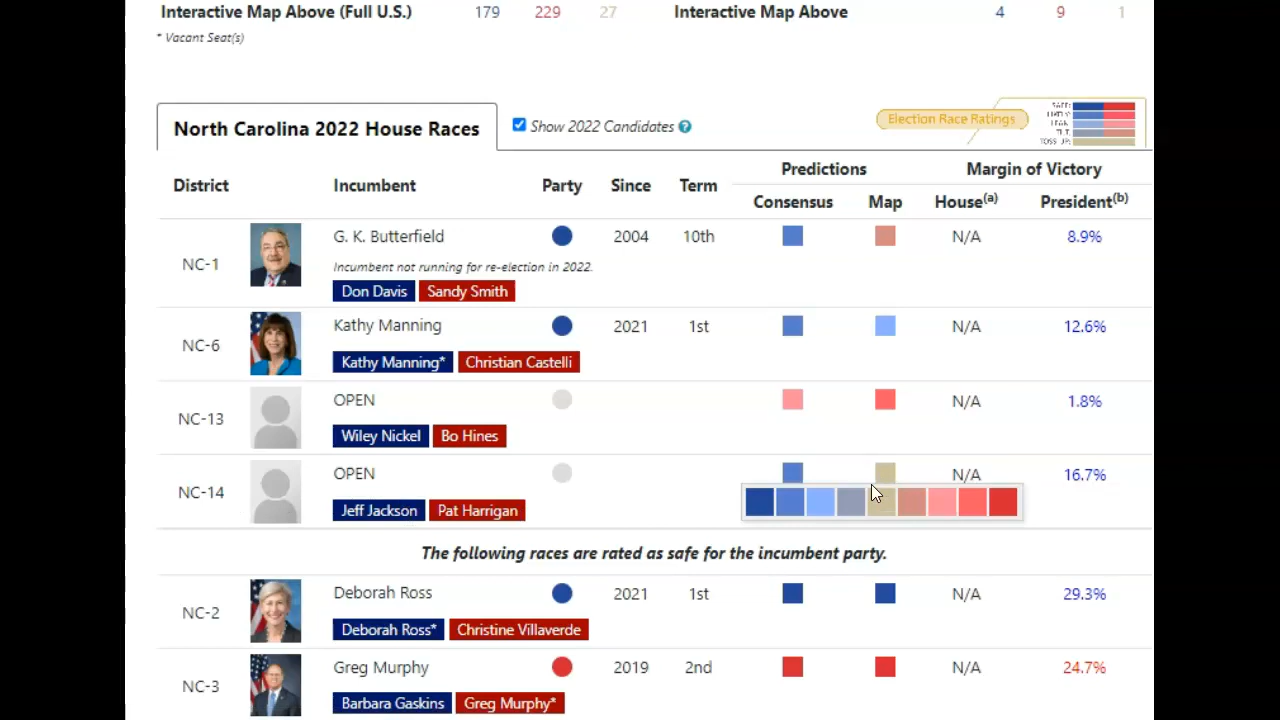 Interactive Map Above (Full U.S.) 179 229 27 Interactive Map Above 4 9 1
* Vacant Seat(s)
North Carolina 2022 House Races Show 2022 Candidates ? Election Race Ratings
SAFE:
LIKELY:
LEAN:
TILT:
TOSS UP:
Predictions Margin of Victory
District Incumbent Party Since Term
Consensus Map House(a) President(b)
NC-1 G. K. Butterfield 2004 10th N/A 8.9%
Incumbent not running for re-election in 2022.
Don Davis Sandy Smith
NC-6 Kathy Manning 2021 1st N/A 12.6%
Kathy Manning* Christian Castelli
NC-13 OPEN N/A 1.8%
Wiley Nickel Bo Hines
NC-14 OPEN N/A 16.7%
Jeff Jackson Pat Harrigan
The following races are rated as safe for the incumbent party.
NC-2 Deborah Ross 2021 1st N/A 29.3%
Deborah Ross* Christine Villaverde
NC-3 Greg Murphy 2019 2nd N/A 24.7%
Barbara Gaskins Greg Murphy*